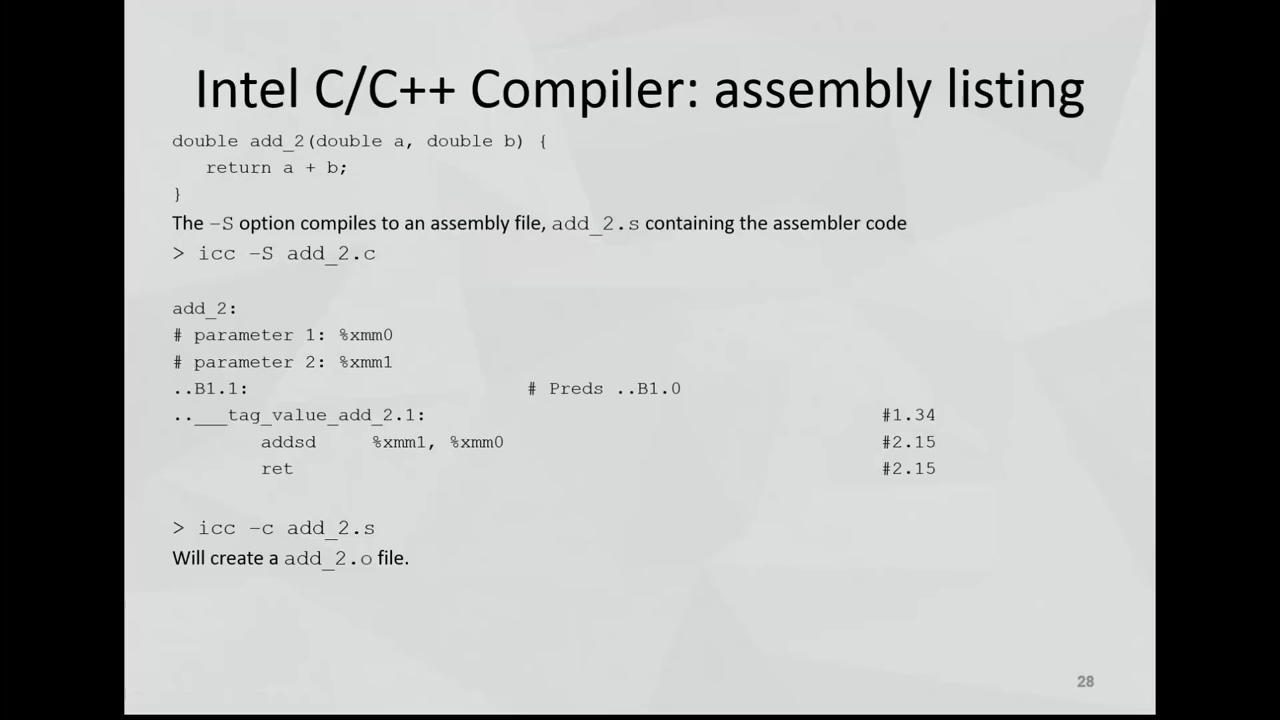 Intel C/C++ Compiler: assembly listing
double add_2(double a, double b) {
return a + b;
}
The –S option compiles to an assembly file, add_2.s containing the assembler code
> icc –S add_2.c
add_2:
# parameter 1: %xmm0
# parameter 2: %xmm1
..B1.1: # Preds ..B1.0
..___tag_value_add_2.1: #1.34
addsd %xmm1, %xmm0 #2.15
ret #2.15
> icc –c add_2.s
Will create a add_2.o file.
28